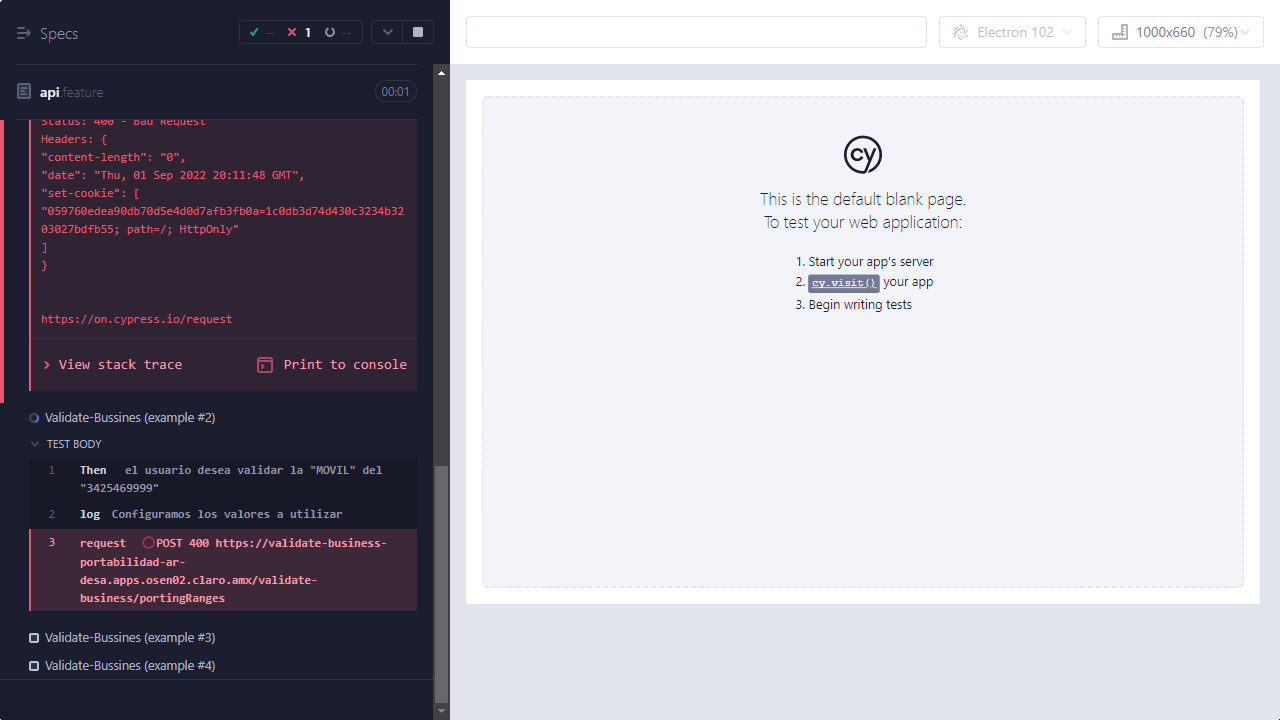 Specs
-- 1 --
Electron 102
1000x660 (79%)
api.feature
00:01
Status: 400 - Bad Request
Headers: {
"content-length": "0",
"date": "Thu, 01 Sep 2022 20:11:48 GMT",
"set-cookie": [
"059760edea90db70d5e4d0d7afb3fb0a=1c0db3d74d430c3234b32
03027bdfb55; path=/; HttpOnly"
]
}
https://on.cypress.io/request
View stack trace
Print to console
Validate-Bussines (example #2)
TEST BODY
1 Then el usuario desea validar la "MOVIL" del
"3425469999"
2 log Configuramos los valores a utilizar
3 request POST 400 https://validate-business-
portabilidad-ar-
desa.apps.osen02.claro.amx/validate-
business/portingRanges
Validate-Bussines (example #3)
Validate-Bussines (example #4)
cy
This is the default blank page.
To test your web application:
1. Start your app's server
2. cy.visit() your app
3. Begin writing tests